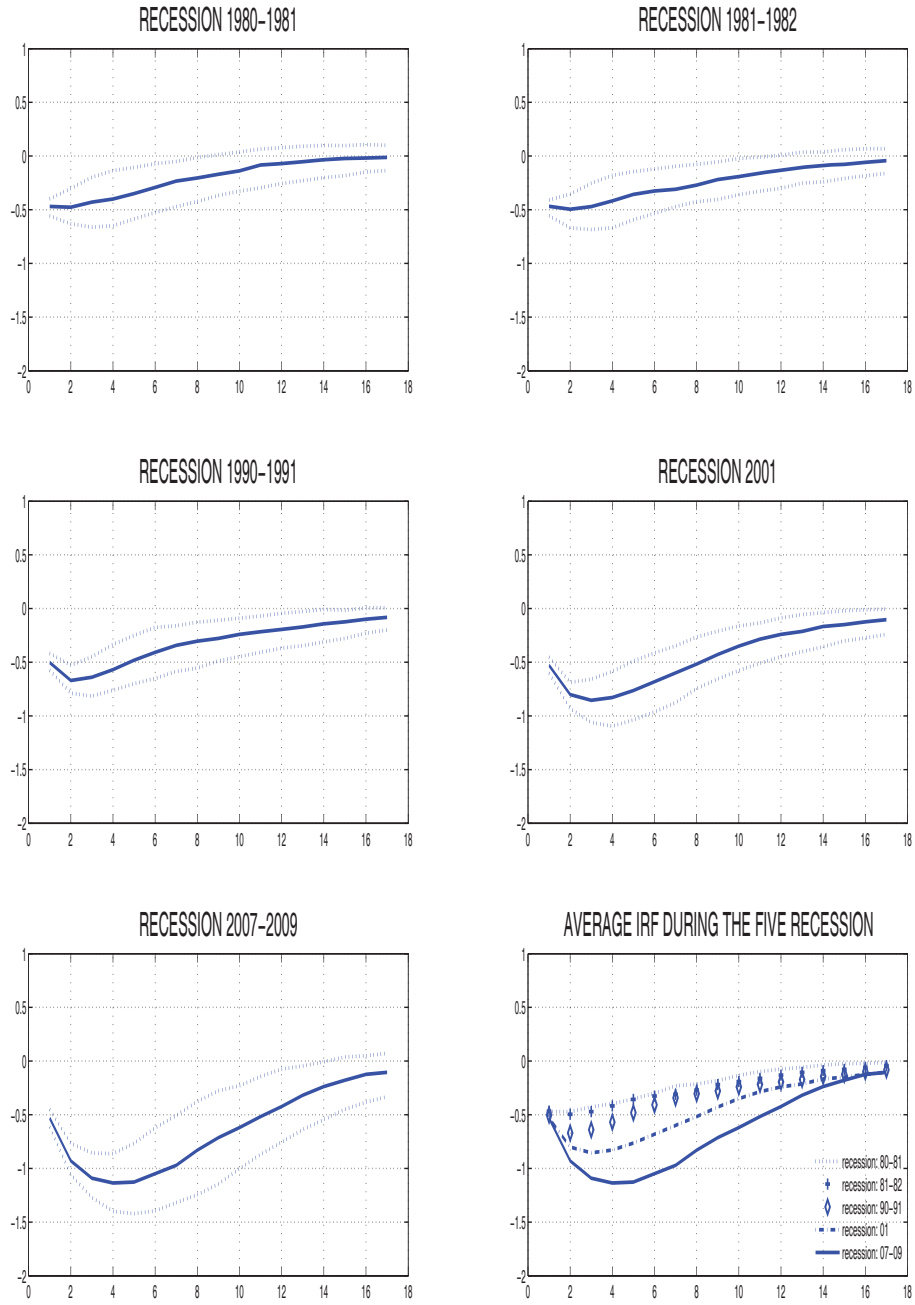 RECESSION 1980–1981
1
0.5
0
−0.5
−1
−1.5
−2
0 2 4 6 8 10 12 14 16 18
RECESSION 1981–1982
1
0.5
0
−0.5
−1
−1.5
−2
0 2 4 6 8 10 12 14 16 18
RECESSION 1990–1991
1
0.5
0
−0.5
−1
−1.5
−2
0 2 4 6 8 10 12 14 16 18
RECESSION 2001
1
0.5
0
−0.5
−1
−1.5
−2
0 2 4 6 8 10 12 14 16 18
RECESSION 2007–2009
1
0.5
0
−0.5
−1
−1.5
−2
0 2 4 6 8 10 12 14 16 18
AVERAGE IRF DURING THE FIVE RECESSION
1
0.5
0
−0.5
−1
−1.5
−2
0 2 4 6 8 10 12 14 16 18
recession: 80–81
recession: 81–82
recession: 90–91
recession: 01
recession: 07–09